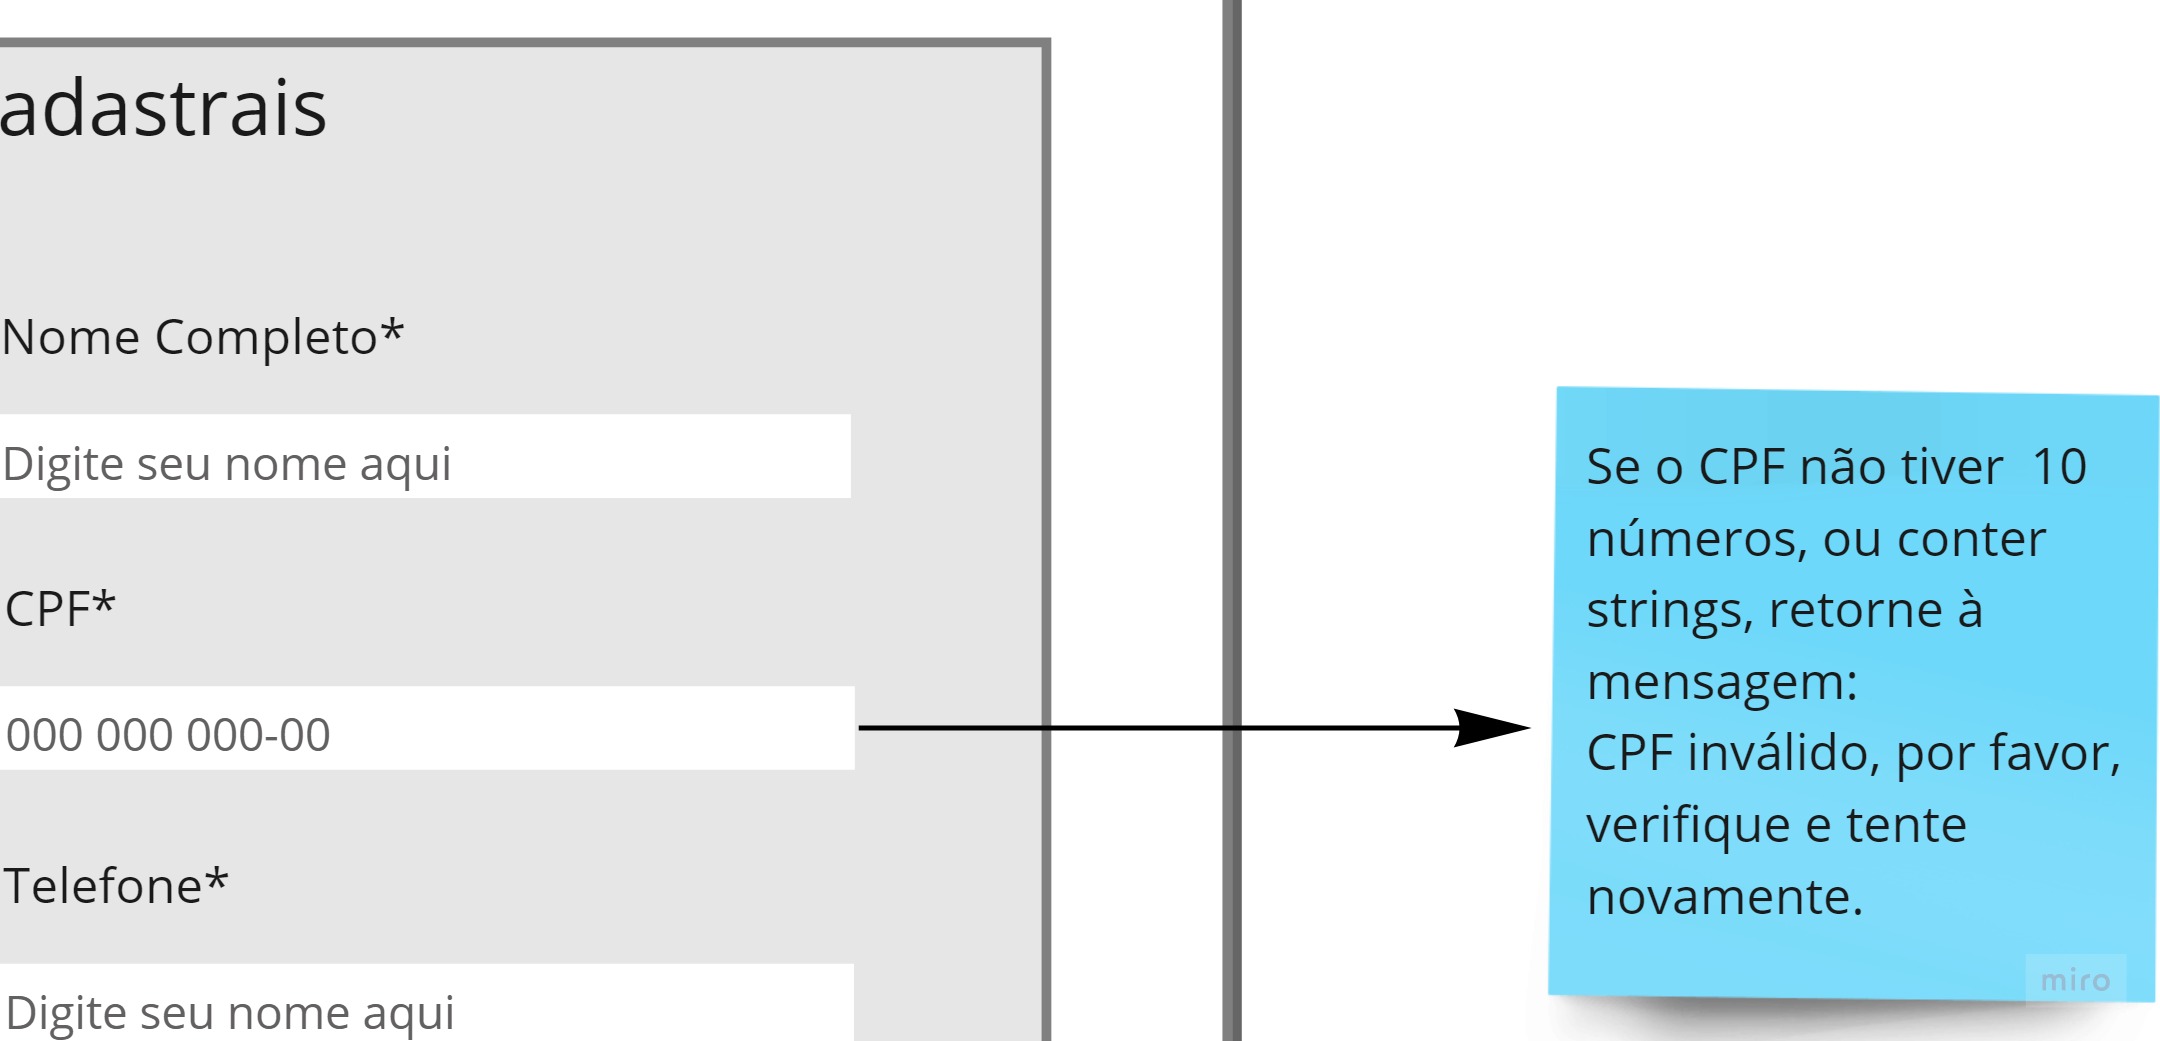 adastrais
Nome Completo*
Digite seu nome aqui
CPF*
000 000 000-00
Telefone*
Digite seu nome aqui
Se o CPF não tiver  10
números, ou conter
strings, retorne à
mensagem:
CPF inválido, por favor,
verifique e tente
novamente.
miro